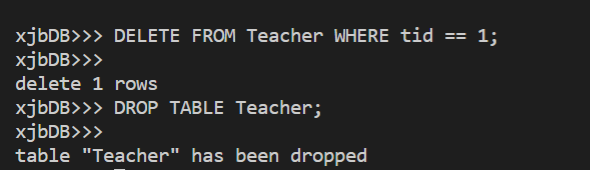 xjbDB>>> DELETE FROM Teacher WHERE tid == 1;
xjbDB>>>
delete 1 rows
xjbDB>>> DROP TABLE Teacher;
xjbDB>>>
table "Teacher" has been dropped